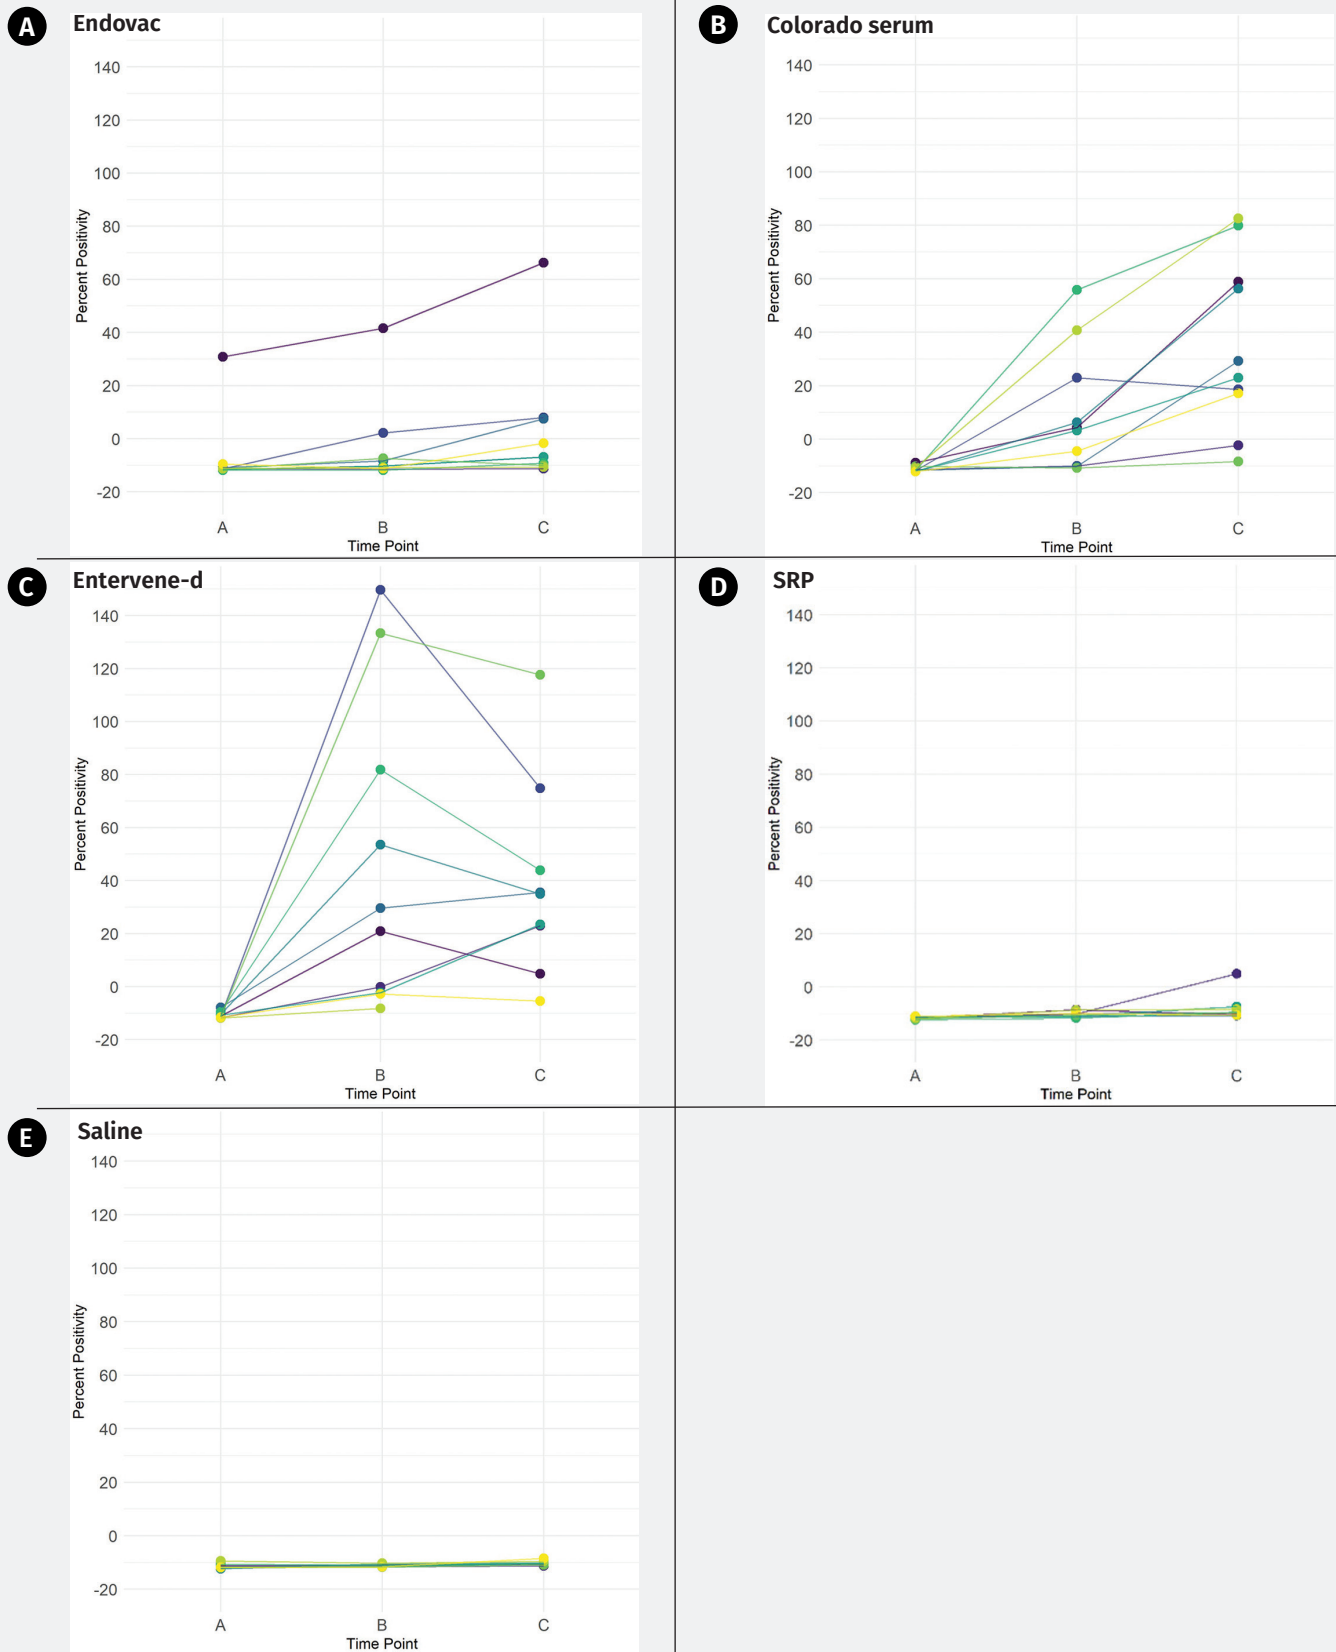 A Endovac
140
120
100
80
60
40
20
0
-20
Percent Positivity
A B C
Time Point
B Colorado serum
140
120
100
80
60
40
20
0
-20
Percent Positivity
A B C
Time Point
C Entervene-d
140
120
100
80
60
40
20
0
-20
Percent Positivity
A B C
Time Point
D SRP
140
120
100
80
60
40
20
0
-20
Percent Positivity
A B C
Time Point
E Saline
140
120
100
80
60
40
20
0
-20
Percent Positivity
A B C
Time Point